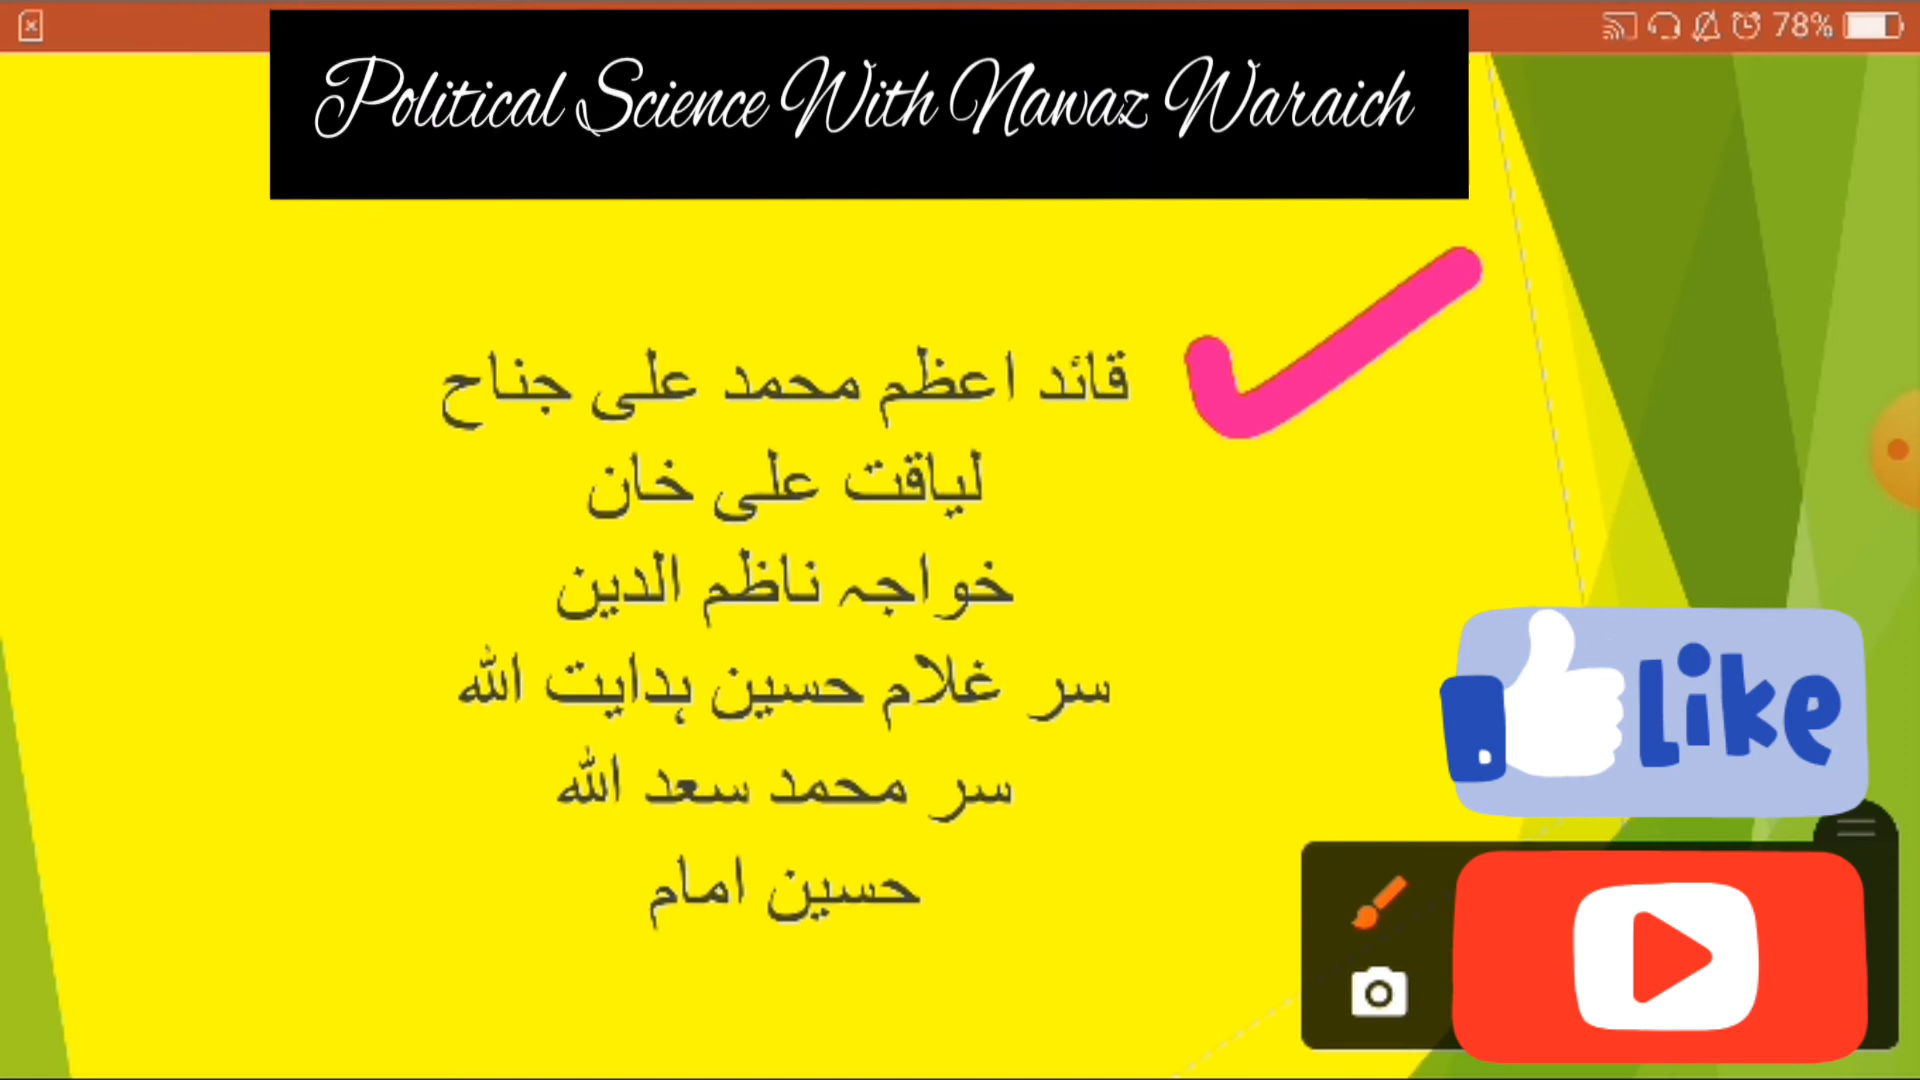 78%
Political Science With Nawaz Waraich
قائد اعظم محمد علی جناح
لیاقت علی خان
خواجہ ناظم الدین
سر غلام حسین ہدایت اللہ
سر محمد سعد اللہ
حسین امام
Like